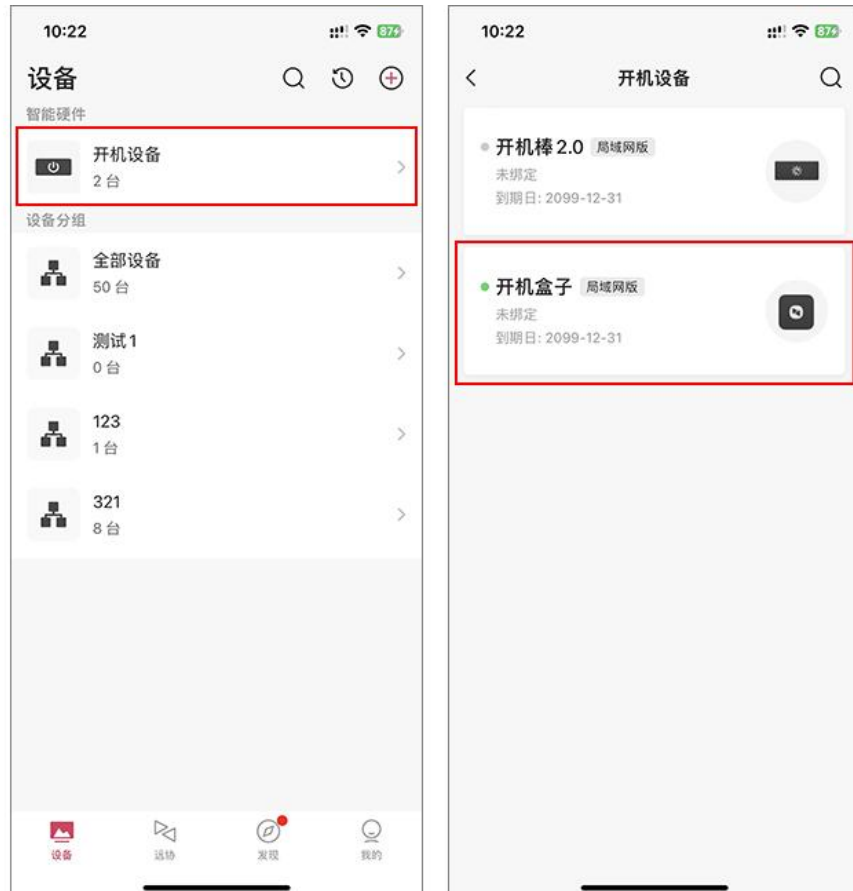 10:22
87
设备
智能硬件
开机设备
2 台
设备分组
全部设备
50 台
测试1
0 台
123
1 台
321
8 台
设备
远协
发现
我的
10:22
87
开机设备
开机棒2.0 局域网版
未绑定
到期日: 2099-12-31
开机盒子 局域网版
未绑定
到期日: 2099-12-31